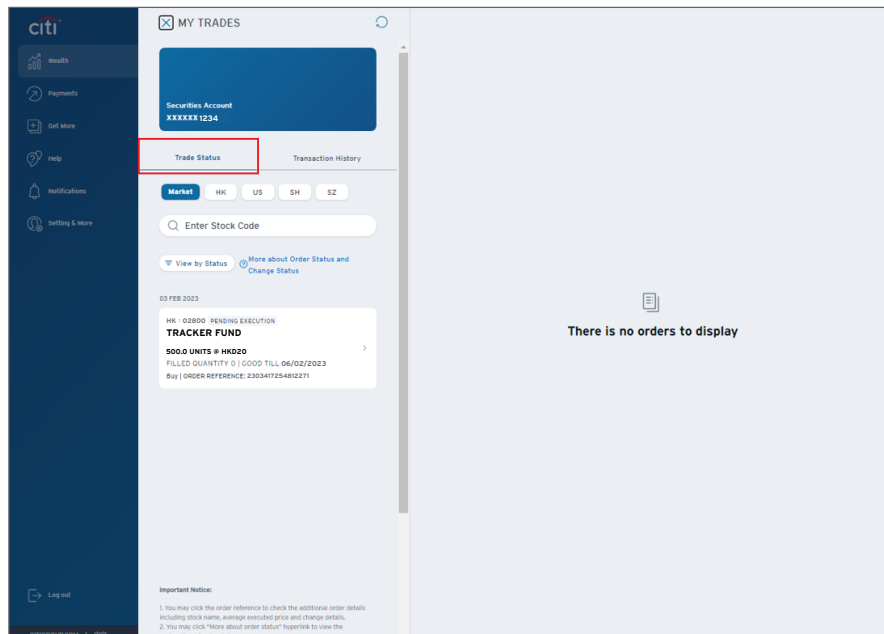 citi
Wealth
Payments
Get More
Help
Notifications
Setting & More
Log out
MY TRADES
Securities Account
XXXXXX1234
Trade Status
Transaction History
Market
HK
US
SH
SZ
Enter Stock Code
View by Status
More about Order Status and
Change Status
03 FEB 2023
HK : 02800 PENDING EXECUTION
TRACKER FUND
500.0 UNITS @ HKD20
FILLED QUANTITY 0 | GOOD TILL 06/02/2023
Buy | ORDER REFERENCE: 2303417254812271
Important Notice:
1. You may click the order reference to check the additional order details
including stock name, average executed price and change details.
2. You may click "More about order status" hyperlink to view the
There is no orders to display